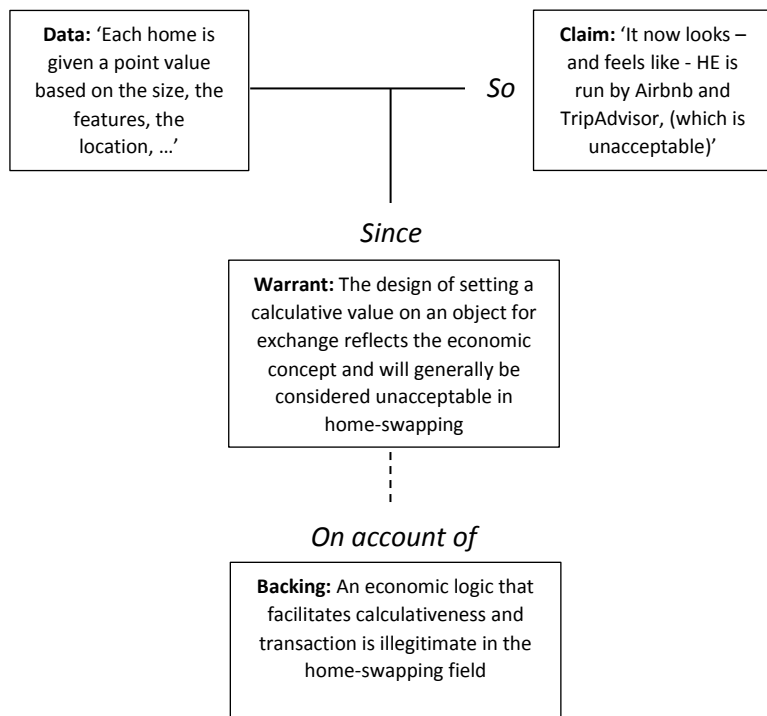 Data: ‘Each home is
given a point value
based on the size, the
features, the
location, …’
So
Claim: ‘It now looks –
and feels like - HE is
run by Airbnb and
TripAdvisor, (which is
unacceptable)’
Since
Warrant: The design of setting a
calculative value on an object for
exchange reflects the economic
concept and will generally be
considered unacceptable in
home-swapping
On account of
Backing: An economic logic that
facilitates calculativeness and
transaction is illegitimate in the
home-swapping field